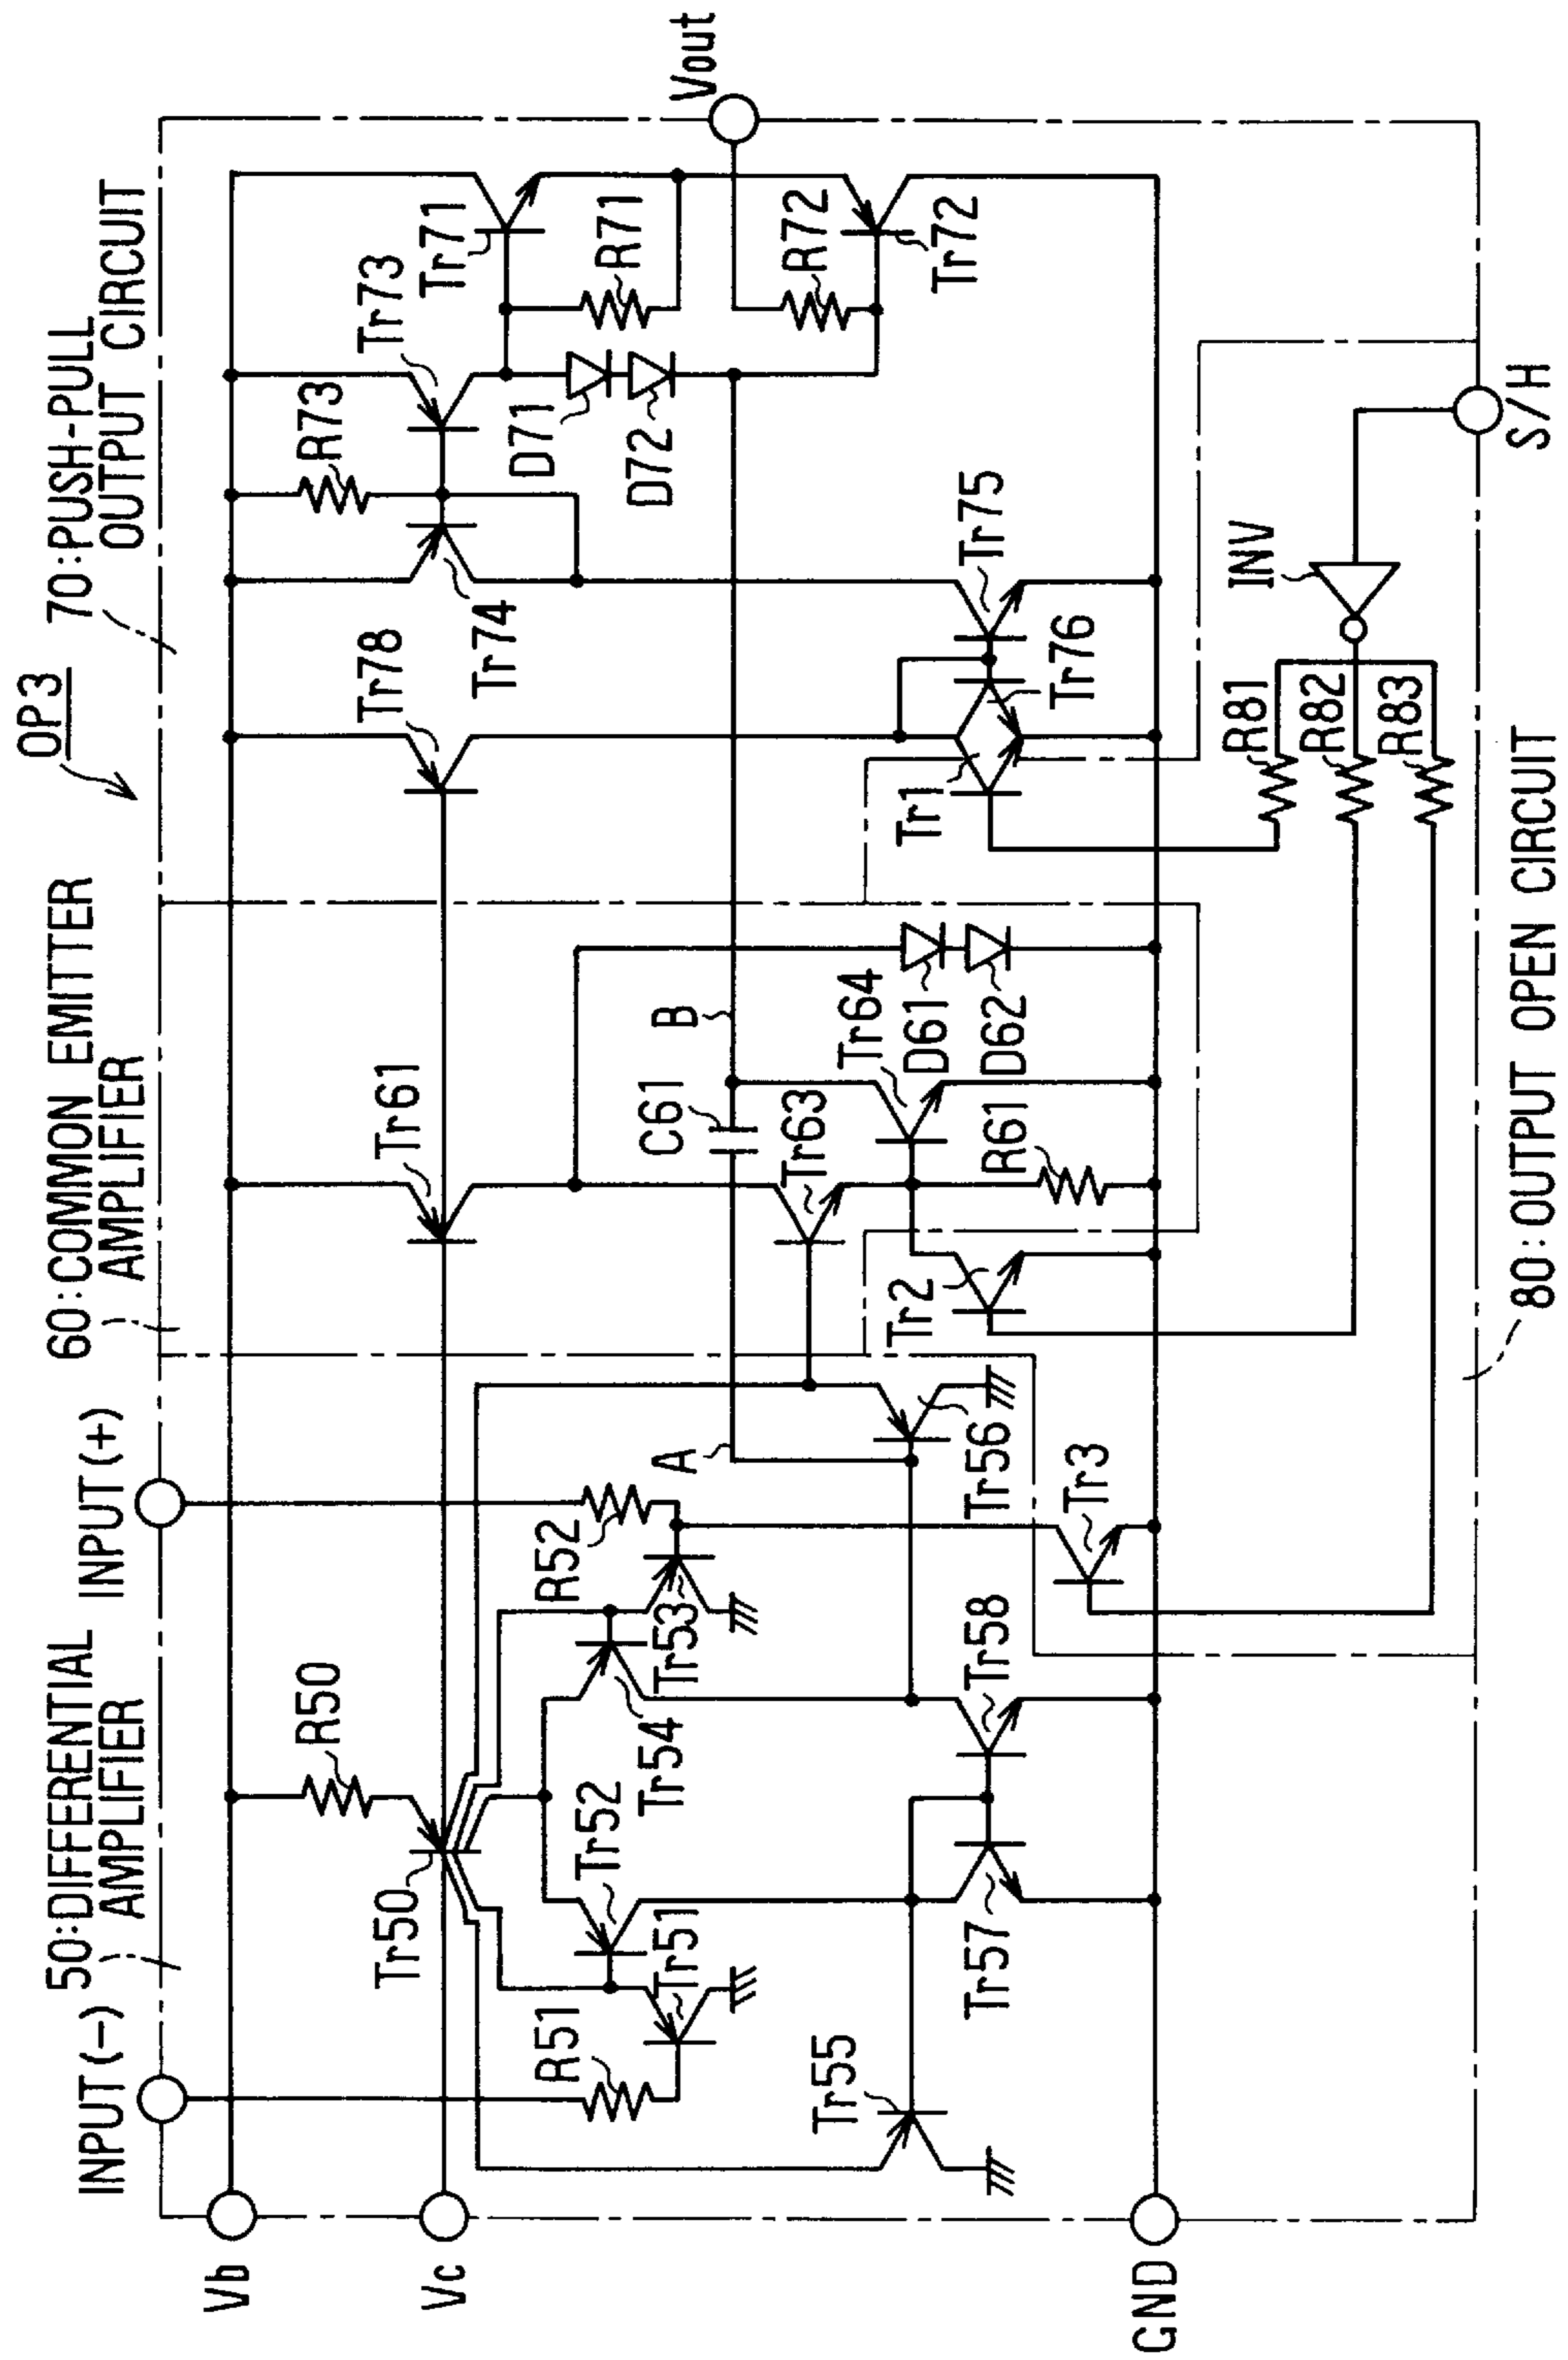 OP3
50:DIFFERENTIAL
AMPLIFIER
60:COMMON EMITTER
AMPLIFIER
70:PUSH-PULL
OUTPUT CIRCUIT
INPUT(-)
INPUT(+)
Vb
Vc
GND
Vout
S/H
R50
Tr50
R51
Tr51
Tr52
Tr54
Tr53
R52
Tr55
Tr57
Tr58
Tr56
Tr3
A
Tr61
C61
B
Tr63
Tr64
D61
D62
R61
Tr2
Tr78
Tr74
R73
Tr73
Tr71
R71
D71
D72
R72
Tr72
Tr75
Tr76
Tr1
INV
R81
R82
R83
80:OUTPUT OPEN CIRCUIT